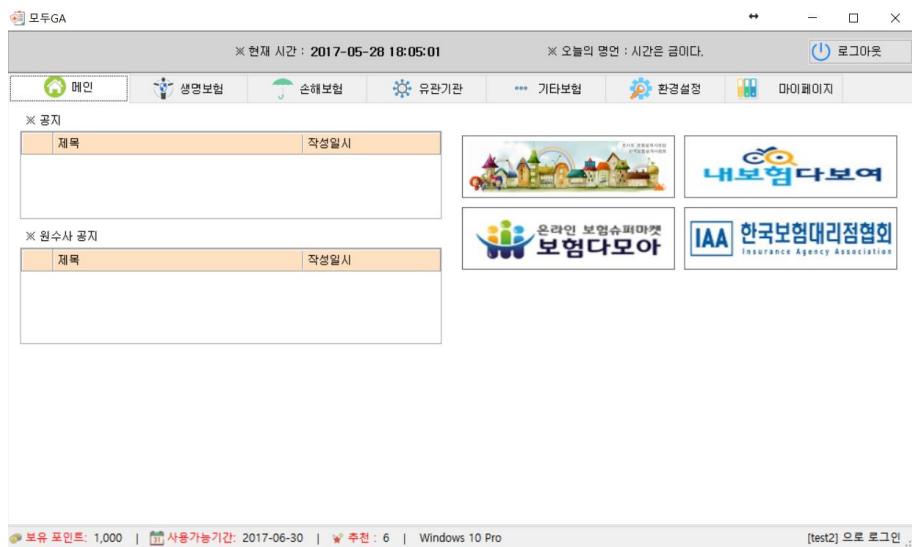 모두GA
※ 현재 시간 : 2017-05-28 18:05:01 ※ 오늘의 명언 : 시간은 금이다. 로그아웃
메인 생명보험 손해보험 유관기관 기타보험 환경설정 마이페이지
※ 공지
제목 작성일시
※ 원수사 공지
제목 작성일시
내보험다보여
온라인 보험슈퍼마켓
보험다모아
IAA 한국보험대리점협회
Insurance Agency Association
보유 포인트: 1,000 | 사용가능기간: 2017-06-30 | 추천 : 6 | Windows 10 Pro [test2] 으로 로그인